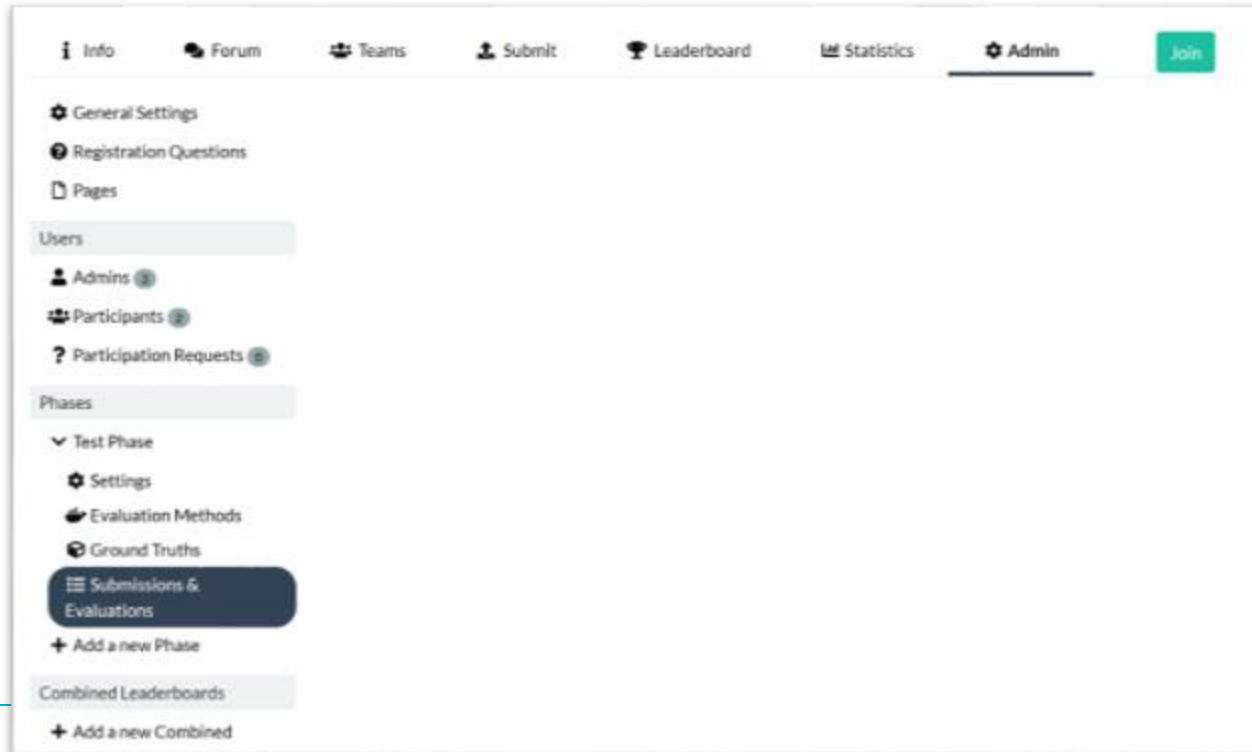 Info Forum Teams Submit Leaderboard Statistics Admin Join
General Settings
Registration Questions
Pages
Users
Admins
Participants
Participation Requests
Phases
Test Phase
Settings
Evaluation Methods
Ground Truths
Submissions &
Evaluations
Add a new Phase
Combined Leaderboards
Add a new Combined